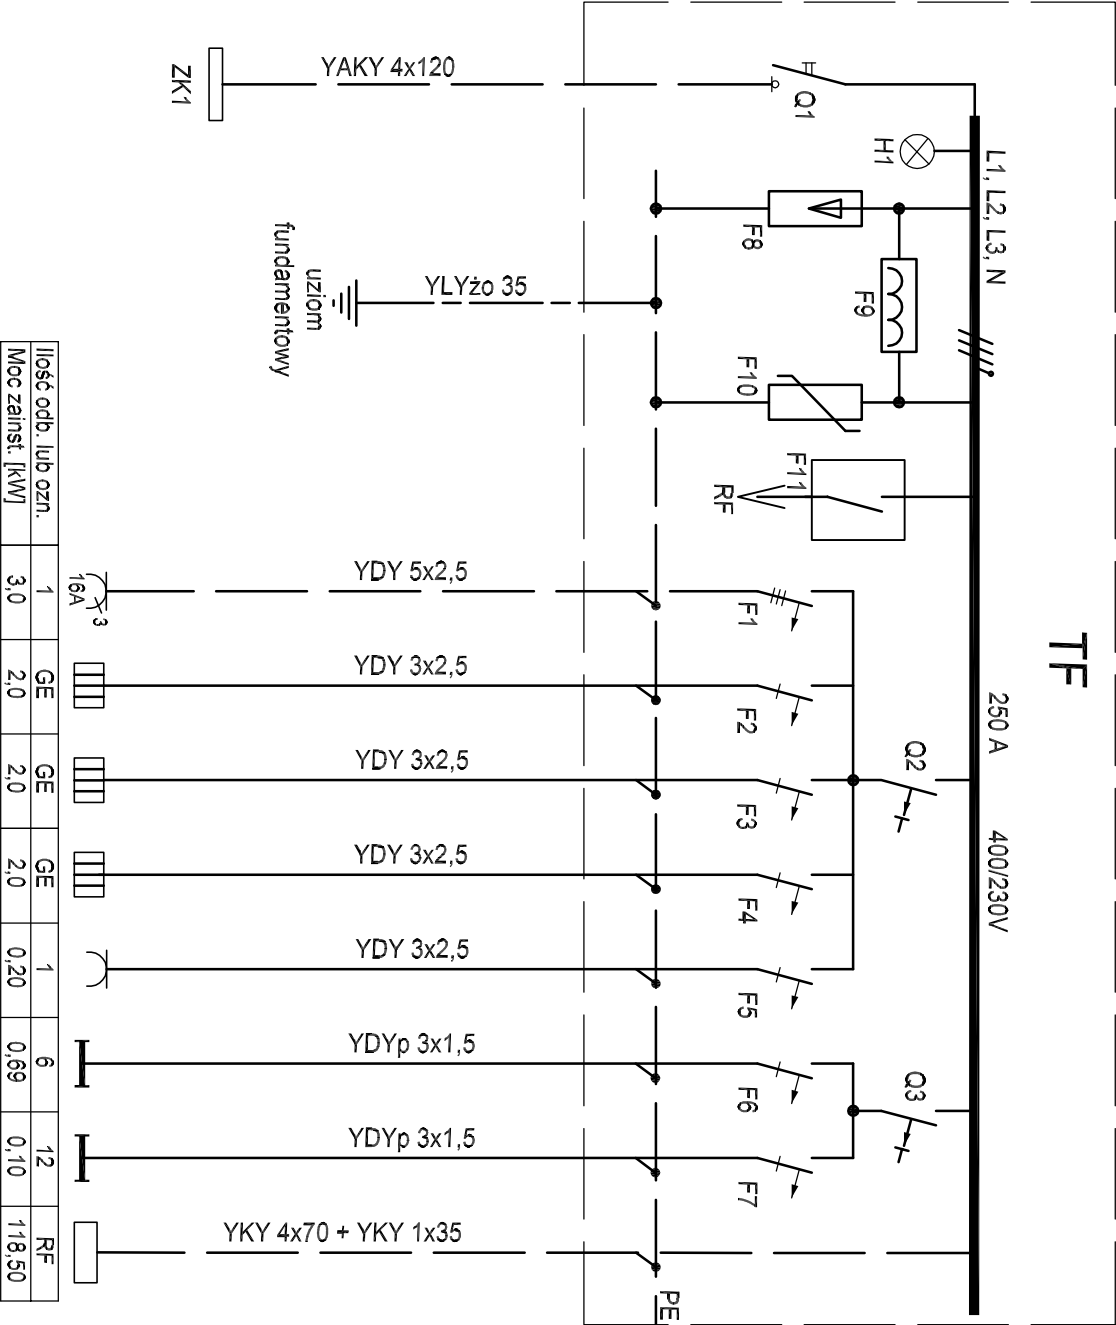 TF
L1, L2, L3, N
250 A
400/230V
Q1
H1
F8
F9
F10
F11
RF
Q2
Q3
F1
F2
F3
F4
F5
F6
F7
PE
YAKY 4x120
ZK1
YLYżo 35
uziom
fundamentowy
YDY 5x2,5
YDY 3x2,5
YDY 3x2,5
YDY 3x2,5
YDY 3x2,5
YDYp 3x1,5
YDYp 3x1,5
YKY 4x70 + YKY 1x35
16A
3
Ilość odb. lub ozn. 1 GE GE GE 1 6 12 RF
Moc zainst. [kW] 3,0 2,0 2,0 2,0 0,20 0,69 0,10 118,50